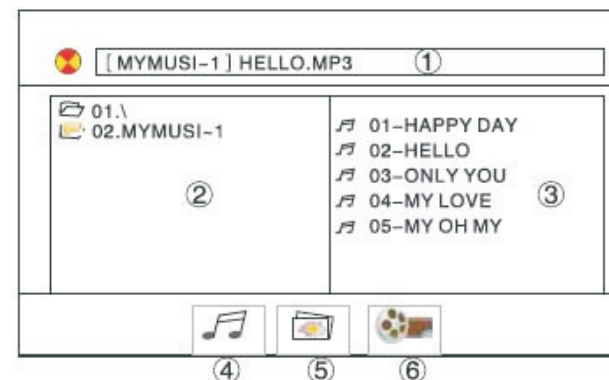 [ MYMUSI~1 ] HELLO.MP3 ①
01.\
02.MYMUSI~1
②
01–HAPPY DAY
02–HELLO
03–ONLY YOU
04–MY LOVE
05–MY OH MY
③
④ ⑤ ⑥